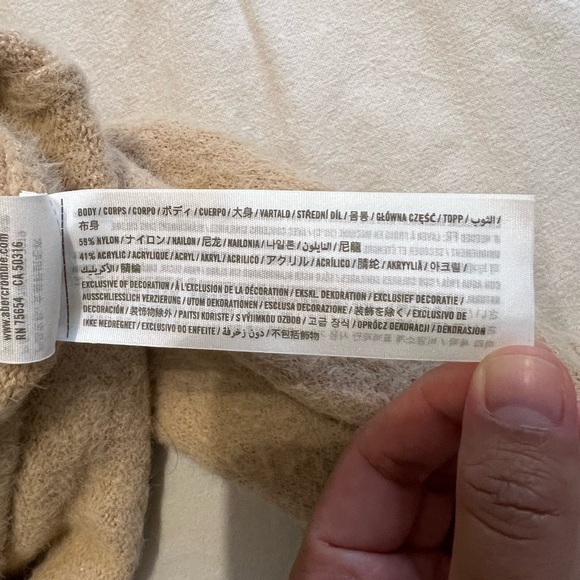 BODY / CORPS / CORPO / ボディ / CUERPO / 大身 / VARTALO / STŘEDNÍ DÍL / 몸통 / GŁÓWNA CZĘŚĆ / TOPP / الثوب /
布身
59% NYLON / ナイロン / NAILON / 尼龙 / NAILONIA / 나일론 / النايلون / 尼龍
41% ACRYLIC / ACRYLIQUE / ACRYL / AKRYL / ACRILICO / アクリル / ACRÍLICO / 腈纶 / AKRYYLIÄ / 아크릴 /
الأكريليك / 腈綸
EXCLUSIVE OF DECORATION / À L'EXCLUSION DE LA DÉCORATION / EKSKL. DEKORATION / EXCLUSIEF DECORATIE /
AUSSCHLIESSLICH VERZIERUNG / UTOM DEKORATIONEN / ESCLUSA DECORAZIONE / 装飾を除く / EXCLUSIVO DE
DECORACIÓN / 装饰物除外 / PAITSI KORISTE / S VÝJIMKOU OZDOB / 고급 장식 / OPRÓCZ DEKORACJI / DEKORASJON
IKKE MEDREGNET / EXCLUSIVO DO ENFEITE / دون زخرفة / 不包括飾物
www.abercrombie.com
RN 75654 CA 50316